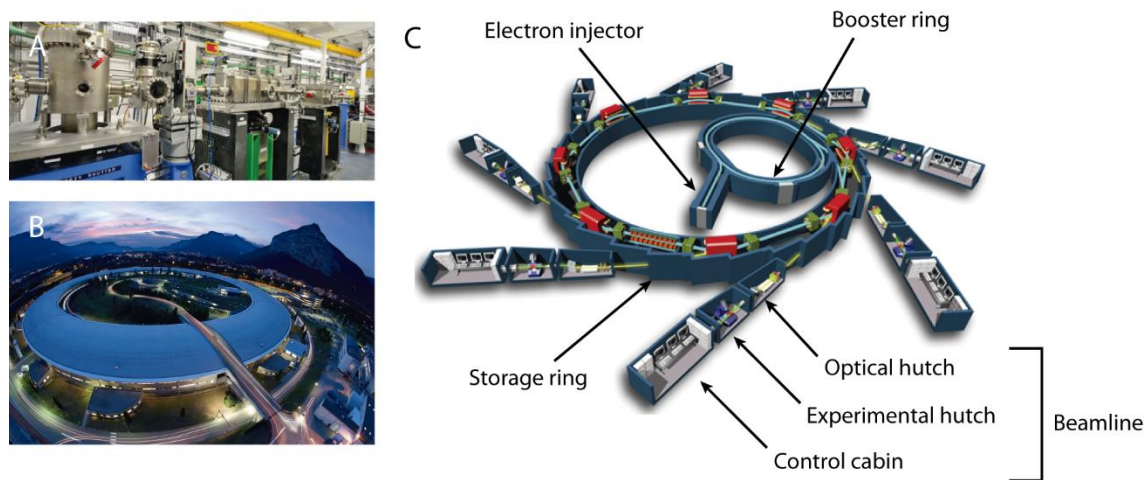 A
B
C
Electron injector
Booster ring
Storage ring
Optical hutch
Experimental hutch
Control cabin
Beamline